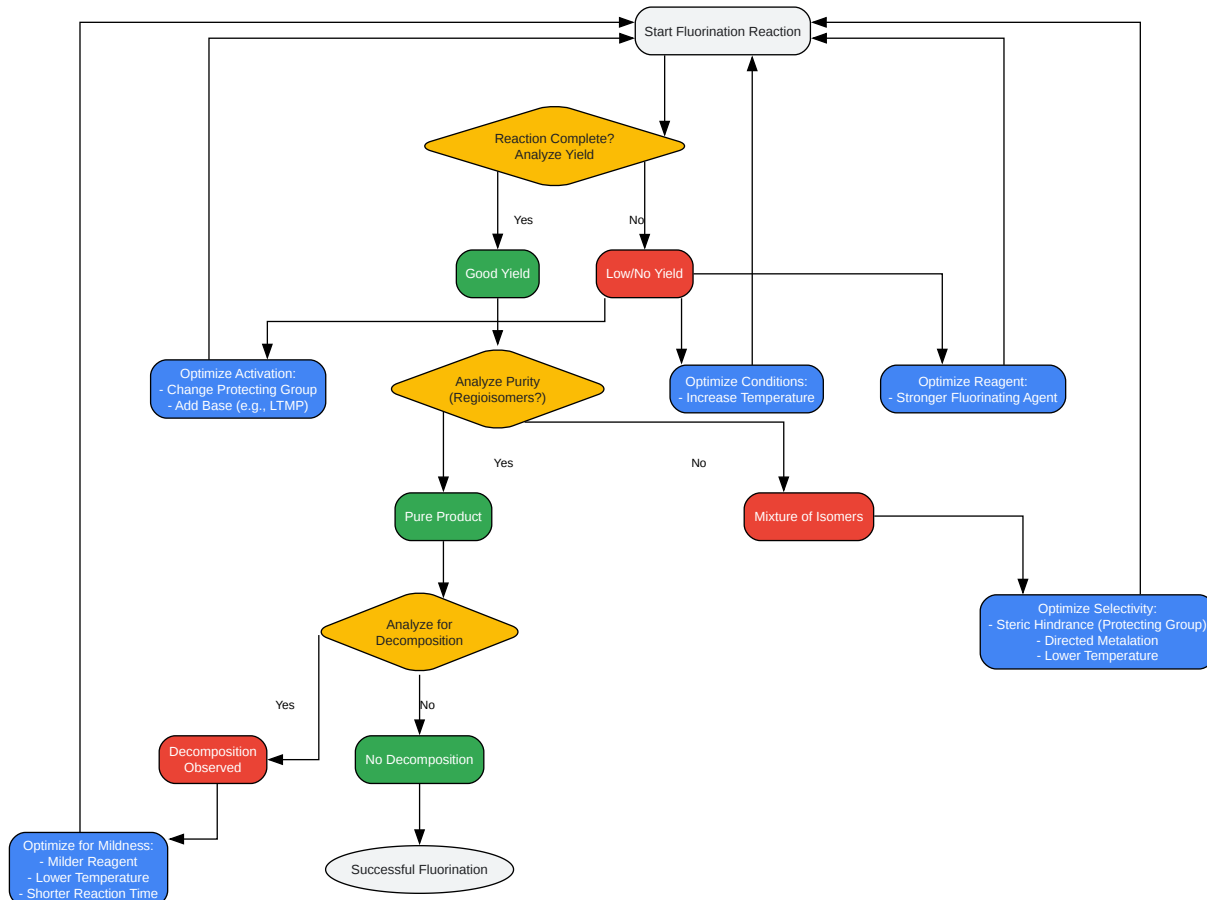 Start Fluorination Reaction
Reaction Complete?
Analyze Yield
Yes
No
Good Yield
Low/No Yield
Optimize Activation:
- Change Protecting Group
- Add Base (e.g., LTMP)
Analyze Purity
(Regioisomers?)
Optimize Conditions:
- Increase Temperature
Optimize Reagent:
- Stronger Fluorinating Agent
Yes
No
Pure Product
Mixture of Isomers
Analyze for
Decomposition
Optimize Selectivity:
- Steric Hindrance (Protecting Group)
- Directed Metalation
- Lower Temperature
Yes
No
Decomposition
Observed
No Decomposition
Optimize for Mildness:
- Milder Reagent
- Lower Temperature
- Shorter Reaction Time
Successful Fluorination